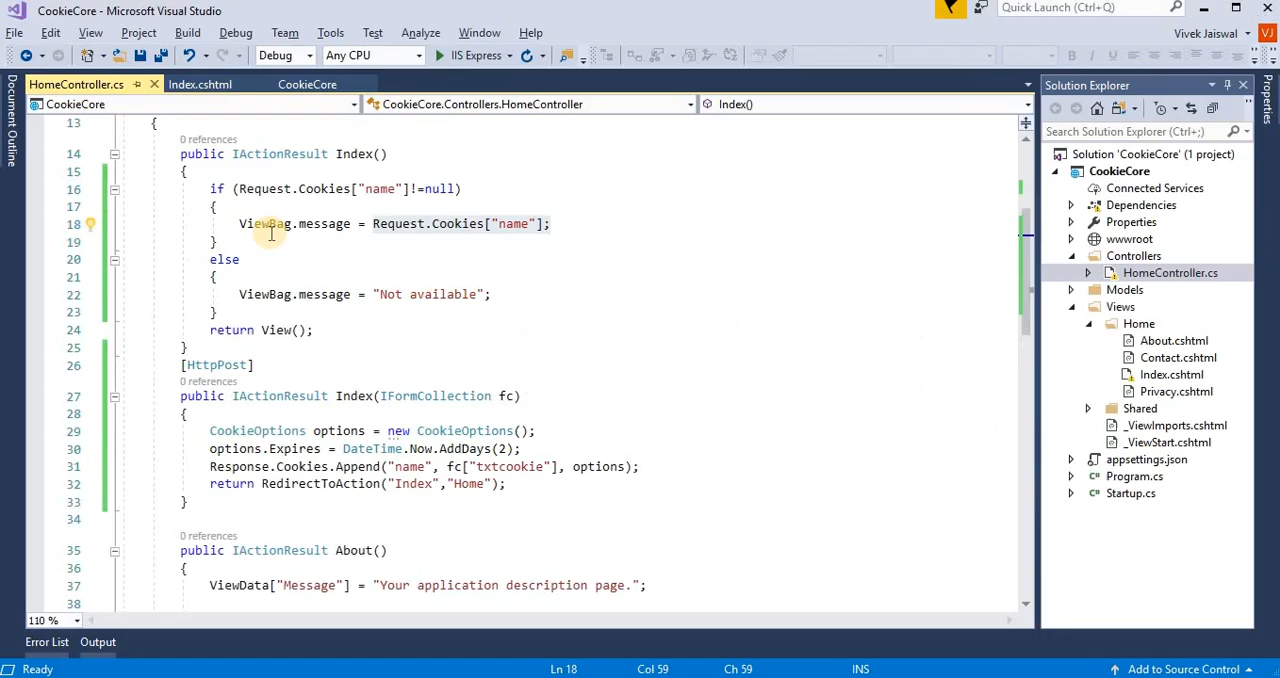 CookieCore - Microsoft Visual Studio
Quick Launch (Ctrl+Q)
File Edit View Project Build Debug Team Tools Test Analyze Window Help
Vivek Jaiswal
VJ
Debug Any CPU IIS Express
HomeController.cs Index.cshtml CookieCore
CookieCore CookieCore.Controllers.HomeController Index()
Document Outline
13 {
0 references
14 public IActionResult Index()
15 {
16 if (Request.Cookies["name"]!=null)
17 {
18 ViewBag.message = Request.Cookies["name"];
19 }
20 else
21 {
22 ViewBag.message = "Not available";
23 }
24 return View();
25 }
26 [HttpPost]
0 references
27 public IActionResult Index(IFormCollection fc)
28 {
29 CookieOptions options = new CookieOptions();
30 options.Expires = DateTime.Now.AddDays(2);
31 Response.Cookies.Append("name", fc["txtcookie"], options);
32 return RedirectToAction("Index","Home");
33 }
34
0 references
35 public IActionResult About()
36 {
37 ViewData["Message"] = "Your application description page.";
38
110 %
Solution Explorer
Search Solution Explorer (Ctrl+;)
Solution 'CookieCore' (1 project)
CookieCore
Connected Services
Dependencies
Properties
wwwroot
Controllers
HomeController.cs
Models
Views
Home
About.cshtml
Contact.cshtml
Index.cshtml
Privacy.cshtml
Shared
_ViewImports.cshtml
_ViewStart.cshtml
appsettings.json
Program.cs
Startup.cs
Properties
Error List Output
Ready Ln 18 Col 59 Ch 59 INS Add to Source Control